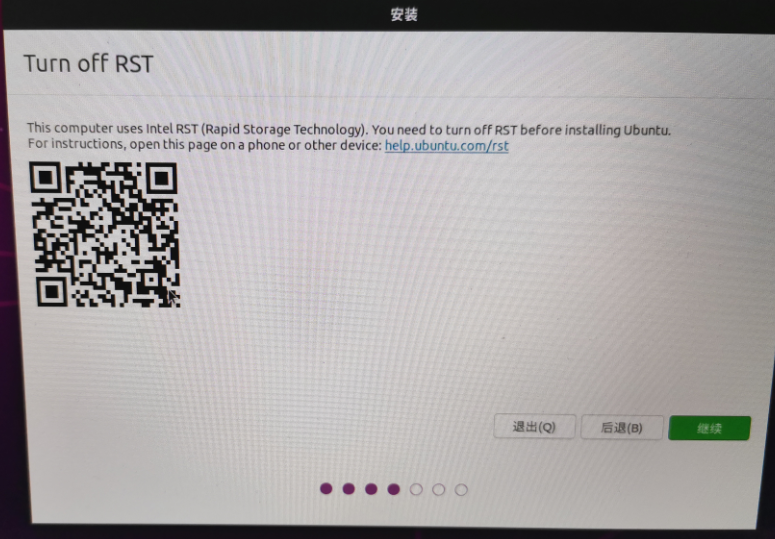 安装
Turn off RST
This computer uses Intel RST (Rapid Storage Technology). You need to turn off RST before installing Ubuntu.
For instructions, open this page on a phone or other device: help.ubuntu.com/rst
退出(Q) 后退(B) 继续